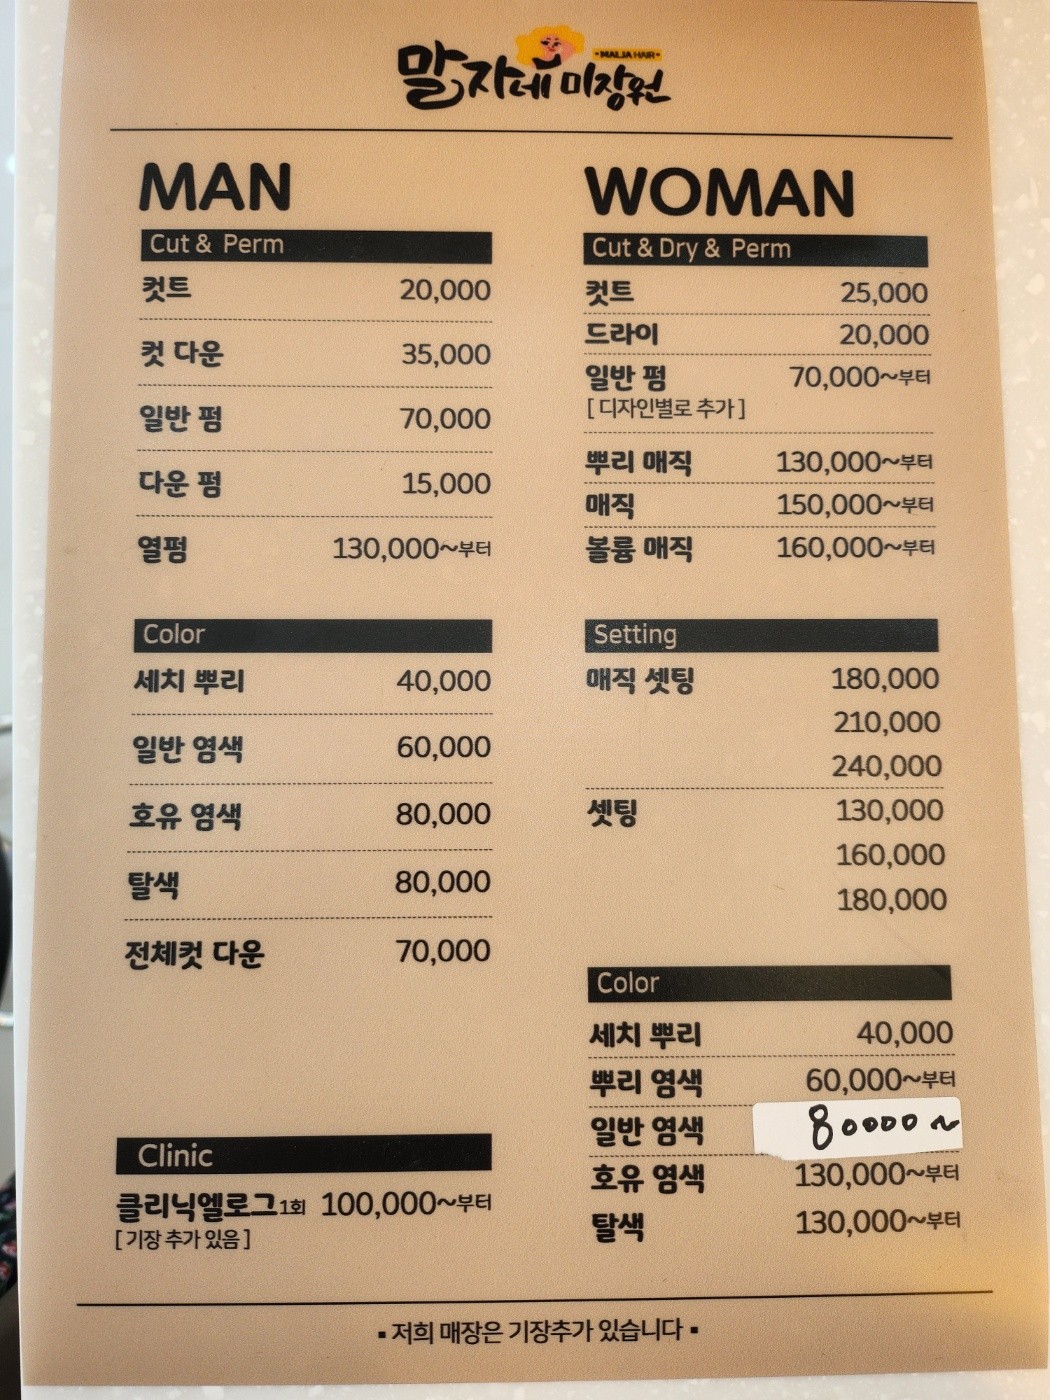 말자네 미장원
MALJA HAIR
MAN
Cut & Perm
컷트 20,000
컷 다운 35,000
일반 펌 70,000
다운 펌 15,000
열펌 130,000~부터
Color
세치 뿌리 40,000
일반 염색 60,000
호유 염색 80,000
탈색 80,000
전체컷 다운 70,000
Clinic
클리닉엘로그1회 100,000~부터
[ 기장 추가 있음 ]
WOMAN
Cut & Dry & Perm
컷트 25,000
드라이 20,000
일반 펌 70,000~부터
[ 디자인별로 추가 ]
뿌리 매직 130,000~부터
매직 150,000~부터
볼륨 매직 160,000~부터
Setting
매직 셋팅 180,000
210,000
240,000
셋팅 130,000
160,000
180,000
Color
세치 뿌리 40,000
뿌리 염색 60,000~부터
일반 염색 80000~
호유 염색 130,000~부터
탈색 130,000~부터
▪ 저희 매장은 기장추가 있습니다 ▪